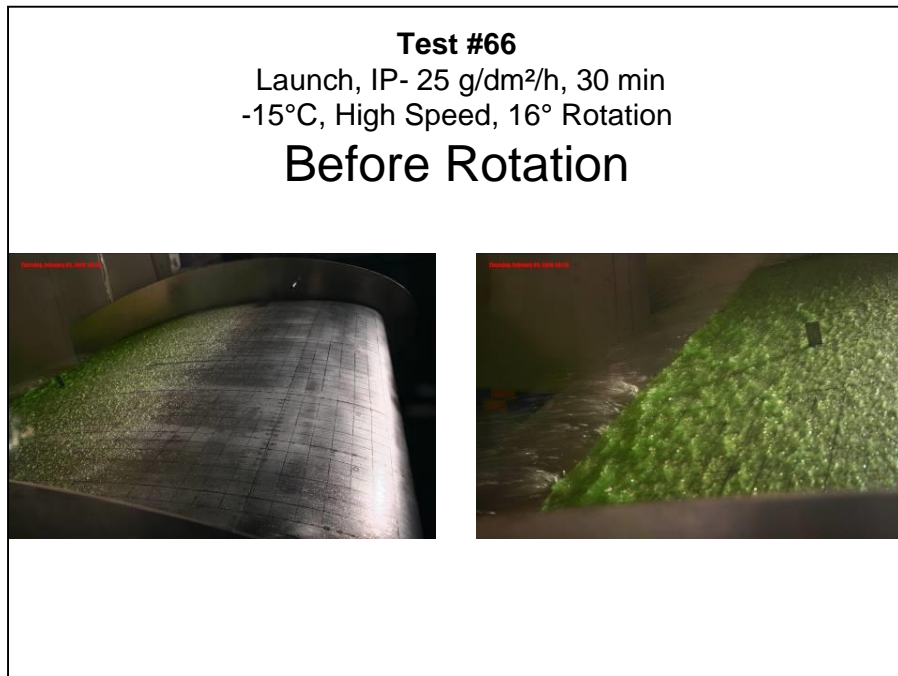 Test #66
Launch, IP- 25 g/dm²/h, 30 min
-15°C, High Speed, 16° Rotation
Before Rotation